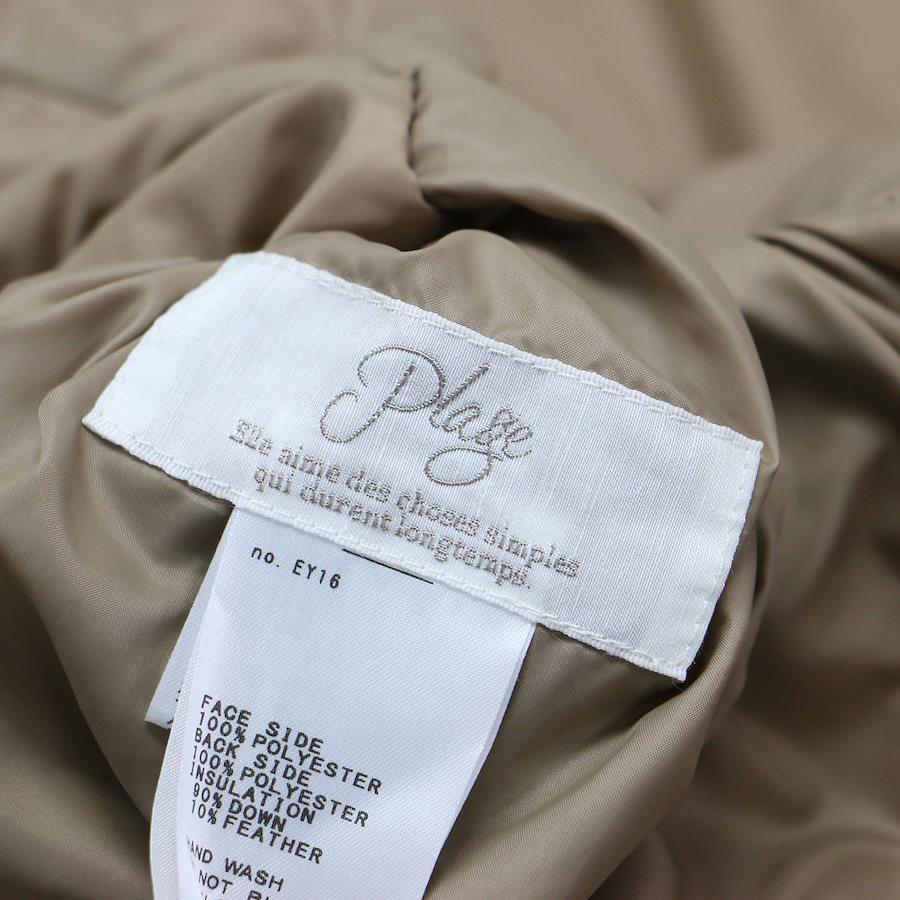 Plage
Elle aime des choses simples
qui durent longtemps.
no. EY16
FACE SIDE
100% POLYESTER
BACK SIDE
100% POLYESTER
INSULATION
90% DOWN
10% FEATHER
HAND WASH
NOT